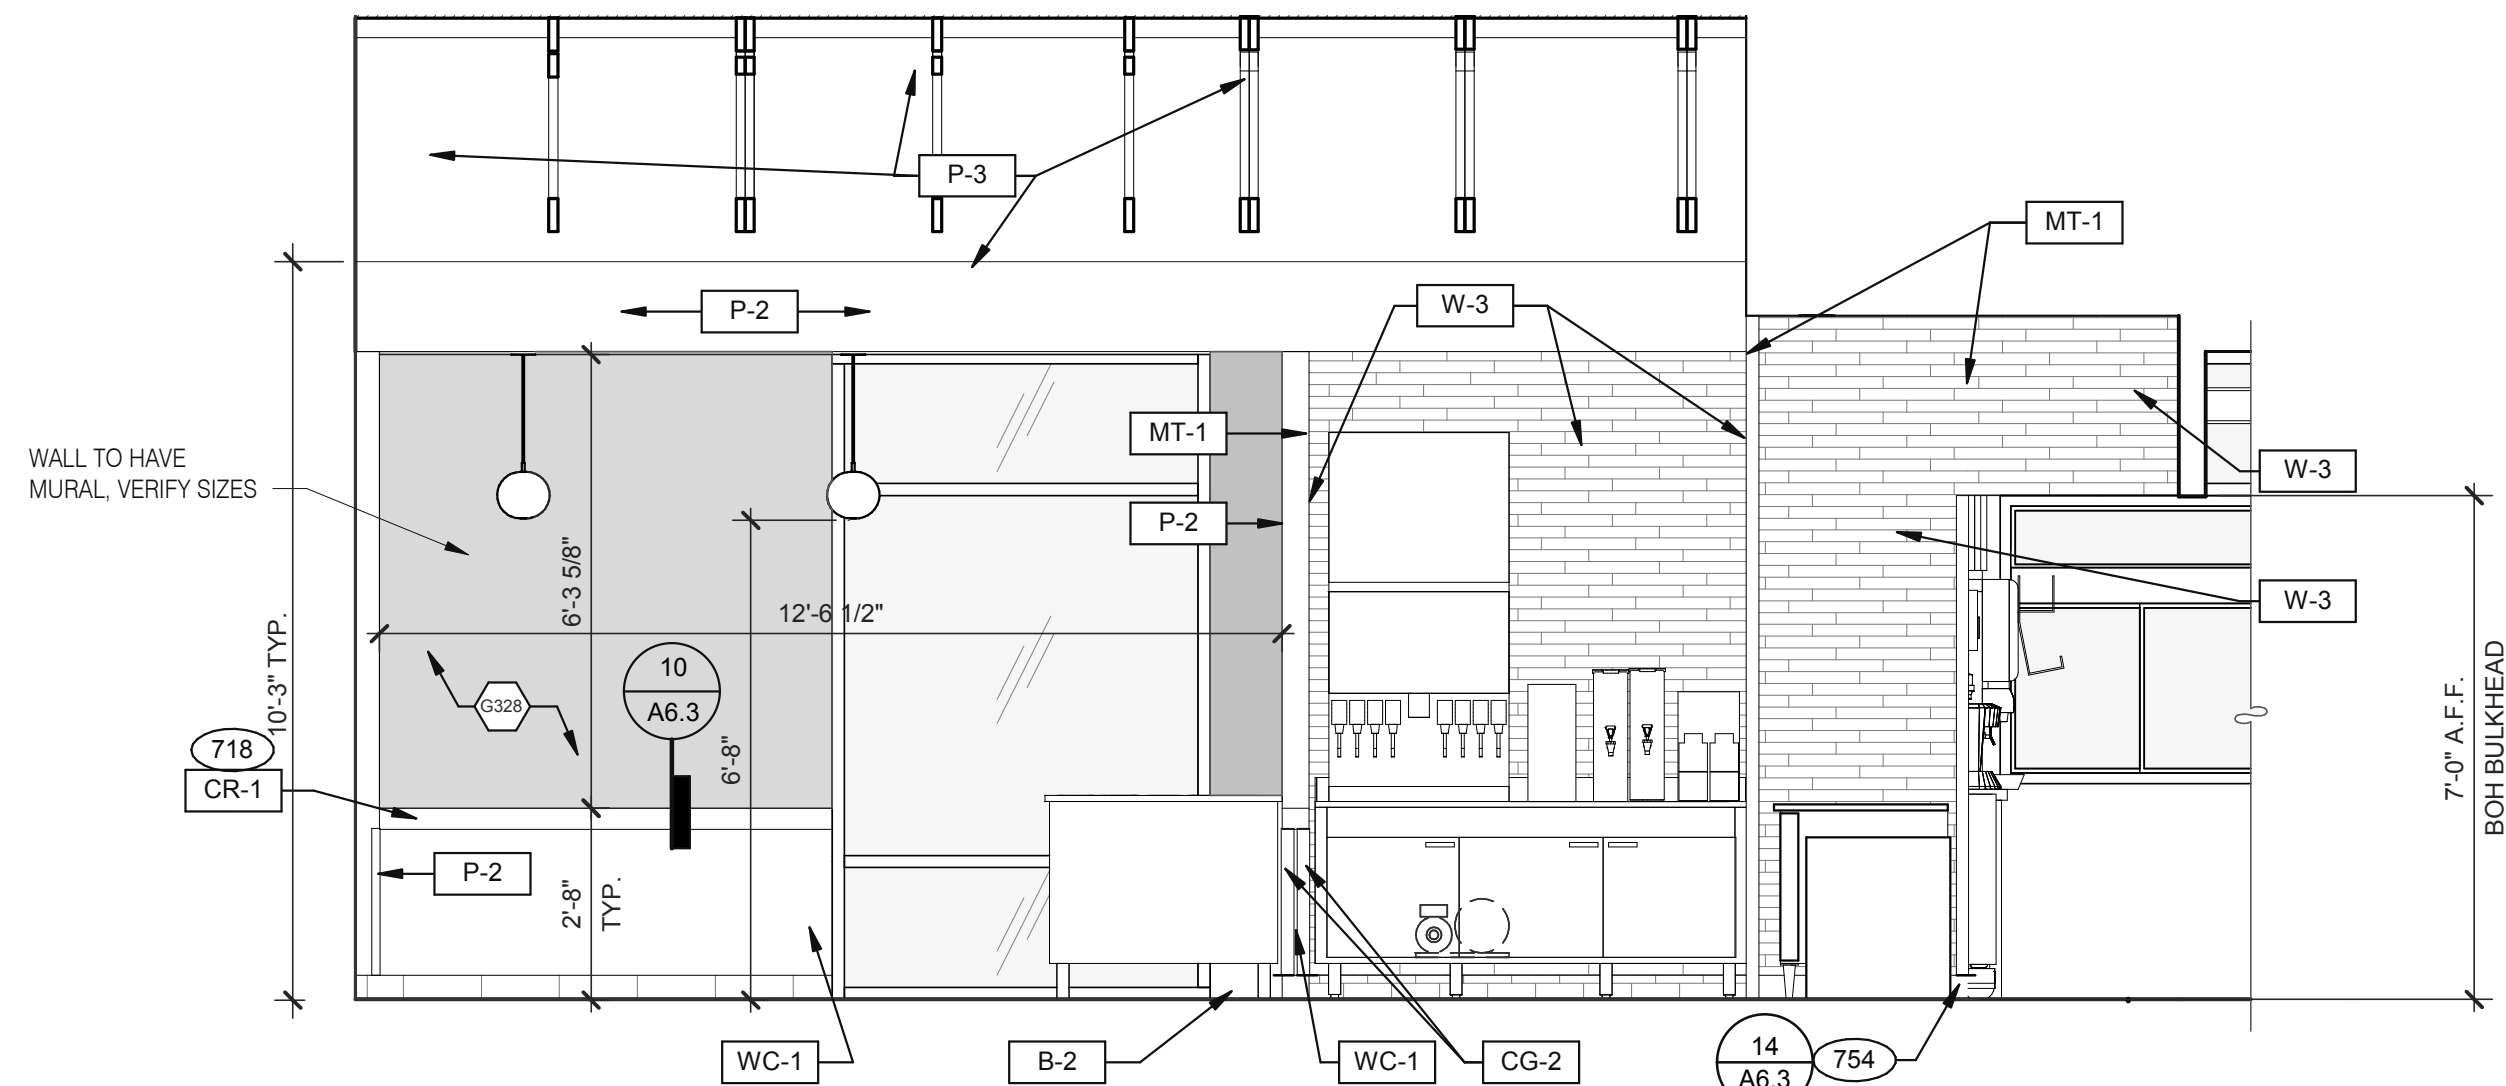 P-3
MT-1
P-2
W-3
MT-1
WALL TO HAVE
MURAL, VERIFY SIZES
W-3
P-2
6'-3 5/8"
12'-6 1/2"
W-3
10'-3" TYP.
10
A6.3
G328
718
CR-1
6'-8"
7'-0" A.F.F.
BOH BULKHEAD
P-2
2'-8"
TYP.
WC-1
B-2
WC-1
CG-2
14
A6.3
754